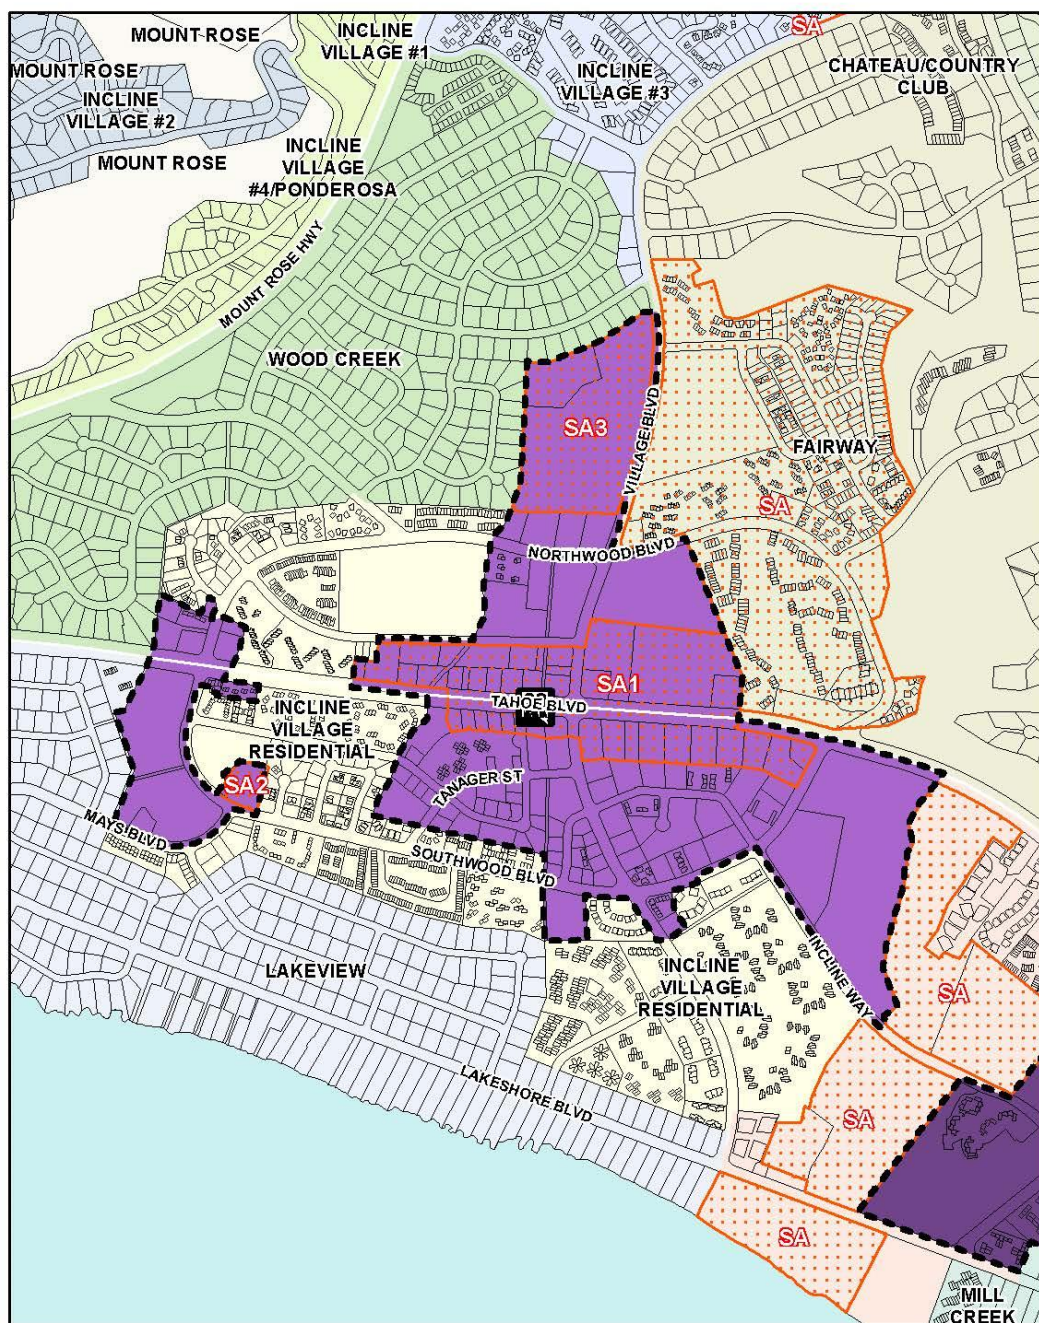 SA
MOUNT ROSE
INCLINE
VILLAGE #1
CHATEAU/COUNTRY
CLUB
MOUNT ROSE
INCLINE
VILLAGE #2
INCLINE
VILLAGE #3
MOUNT ROSE
INCLINE
VILLAGE
#4/PONDEROSA
MOUNT ROSE HWY
WOOD CREEK
SA3
VILLAGE BLVD
FAIRWAY
SA
NORTHWOOD BLVD
SA1
TAHOE BLVD
INCLINE
VILLAGE
RESIDENTIAL
SA2
TANAGER ST
MAYS BLVD
SOUTHWOOD BLVD
LAKEVIEW
INCLINE
VILLAGE
RESIDENTIAL
INCLINE WAY
SA
LAKESHORE BLVD
SA
SA
MILL
CREEK